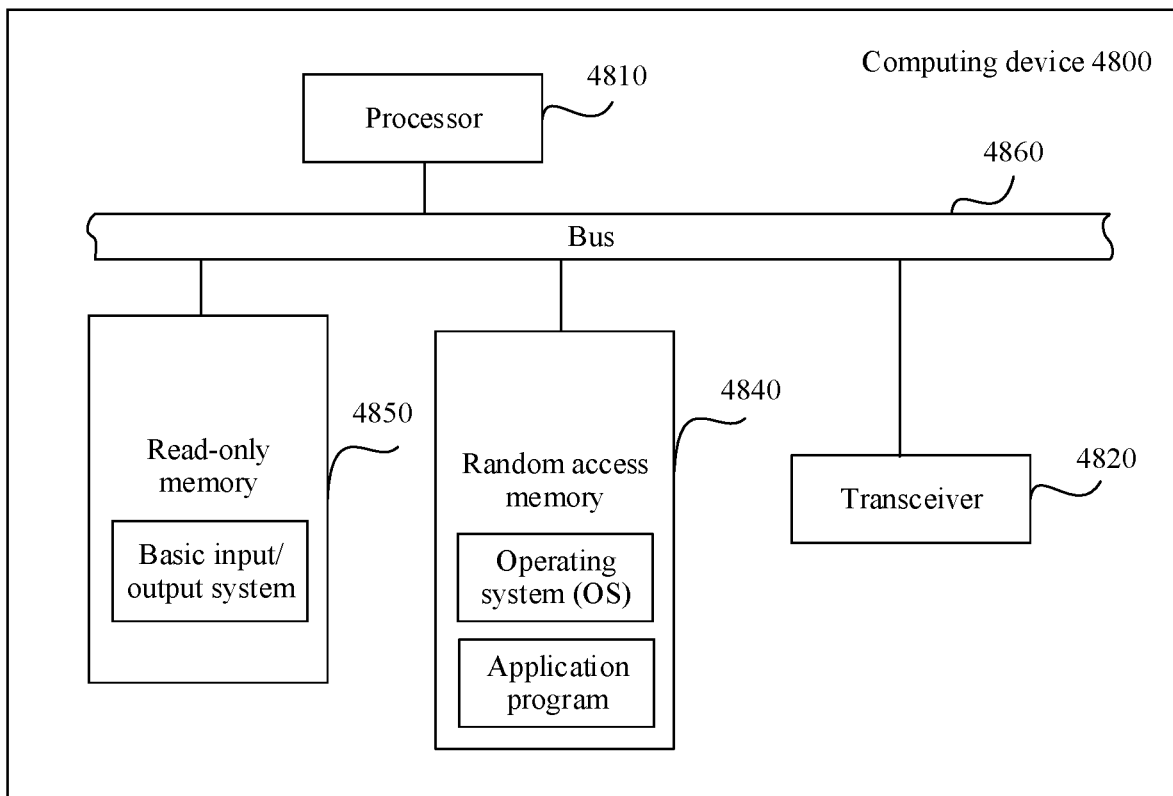 Computing device 4800
4810
Processor
4860
Bus
4850
Read-only
memory
Basic input/
output system
4840
Random access
memory
Operating
system (OS)
Application
program
4820
Transceiver